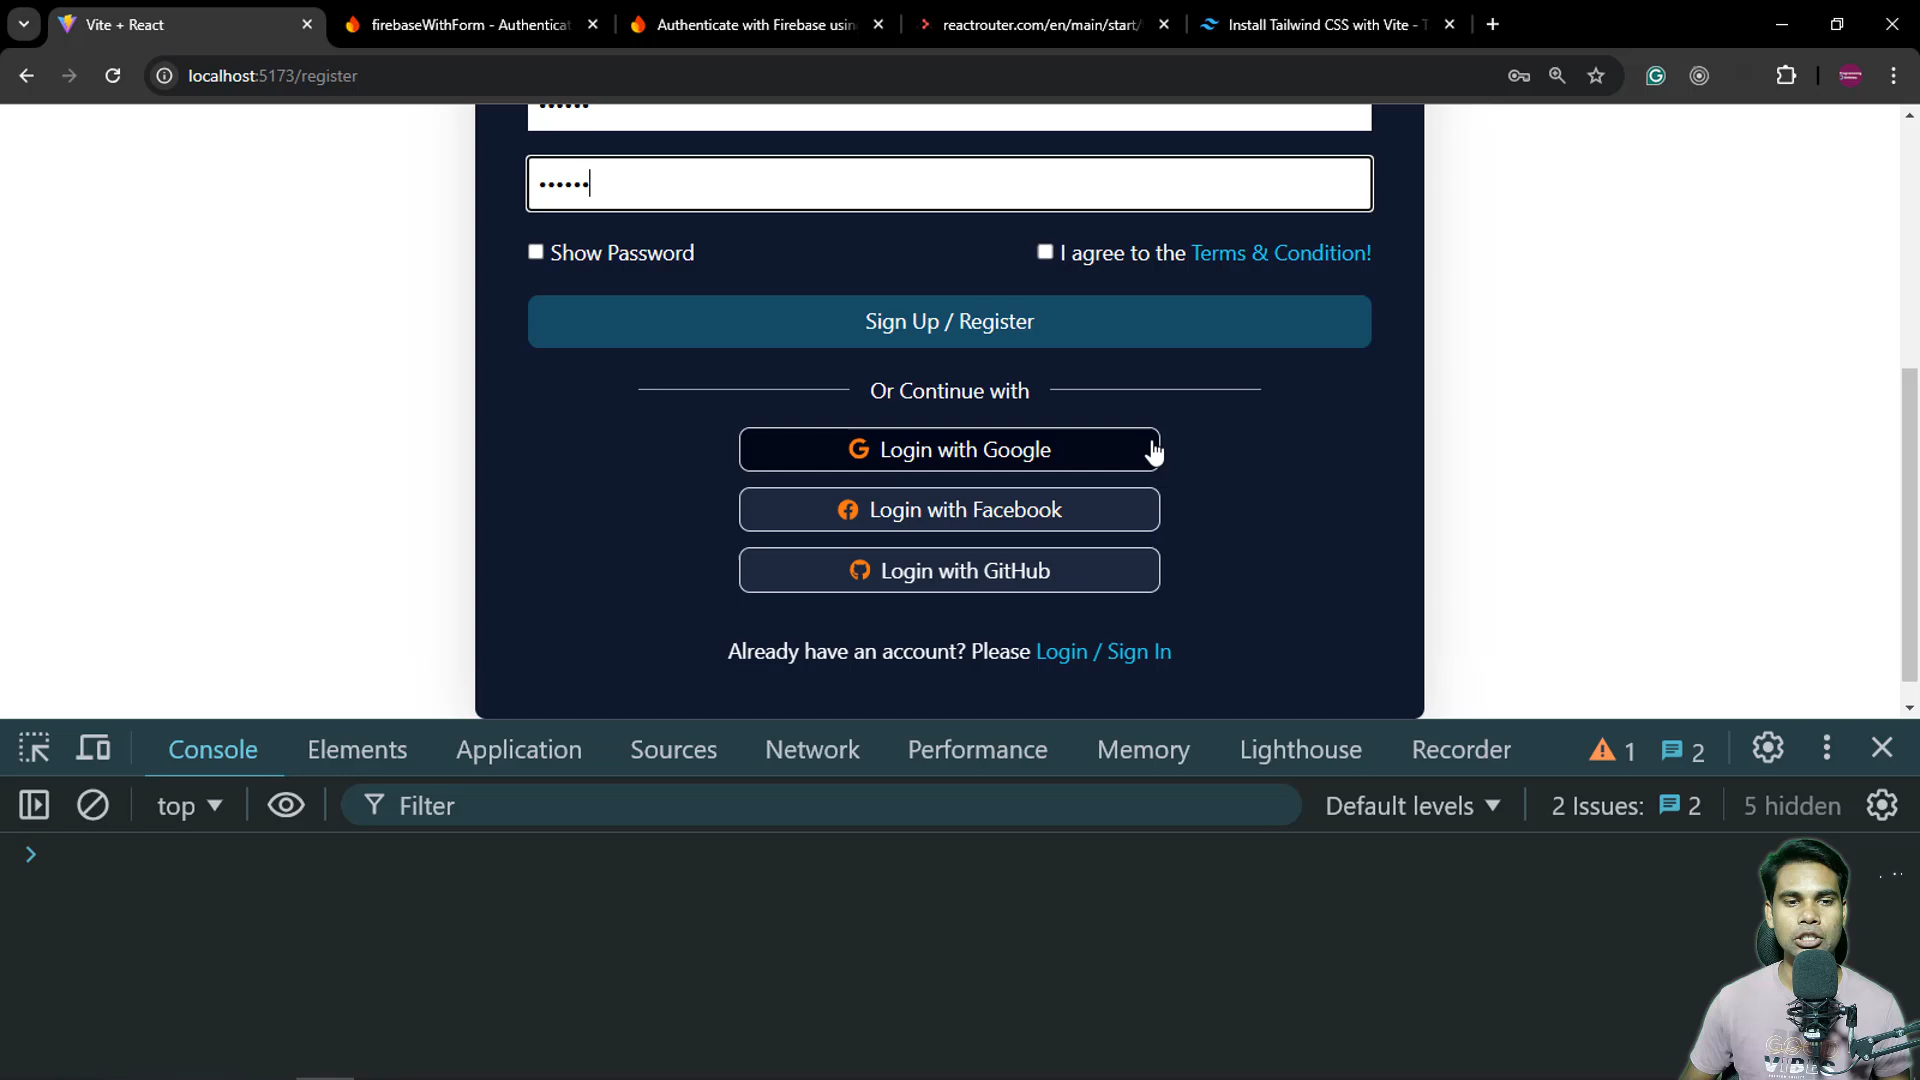 Vite + React
firebaseWithForm - Authenticat
Authenticate with Firebase usin
reactrouter.com/en/main/start/
Install Tailwind CSS with Vite - T
localhost:5173/register
••••••
••••••
Show Password
I agree to the Terms & Condition!
Sign Up / Register
Or Continue with
Login with Google
Login with Facebook
Login with GitHub
Already have an account? Please Login / Sign In
Console Elements Application Sources Network Performance Memory Lighthouse Recorder 1 2
top Filter Default levels 2 Issues: 2 5 hidden
GOOD
VIBES